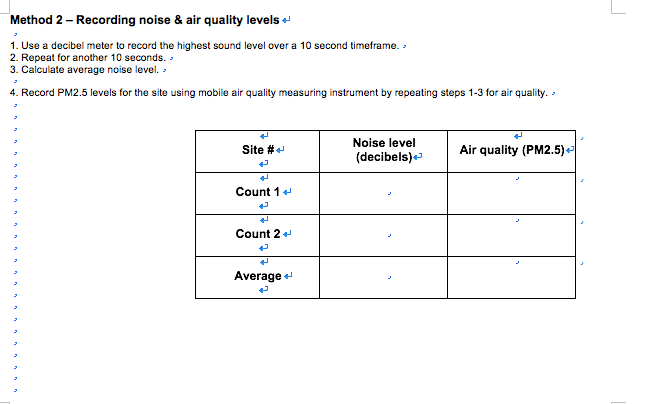 Method 2 – Recording noise & air quality levels
1. Use a decibel meter to record the highest sound level over a 10 second timeframe.
2. Repeat for another 10 seconds.
3. Calculate average noise level.
4. Record PM2.5 levels for the site using mobile air quality measuring instrument by repeating steps 1-3 for air quality.
Site #
Noise level
(decibels)
Air quality (PM2.5)
Count 1
Count 2
Average